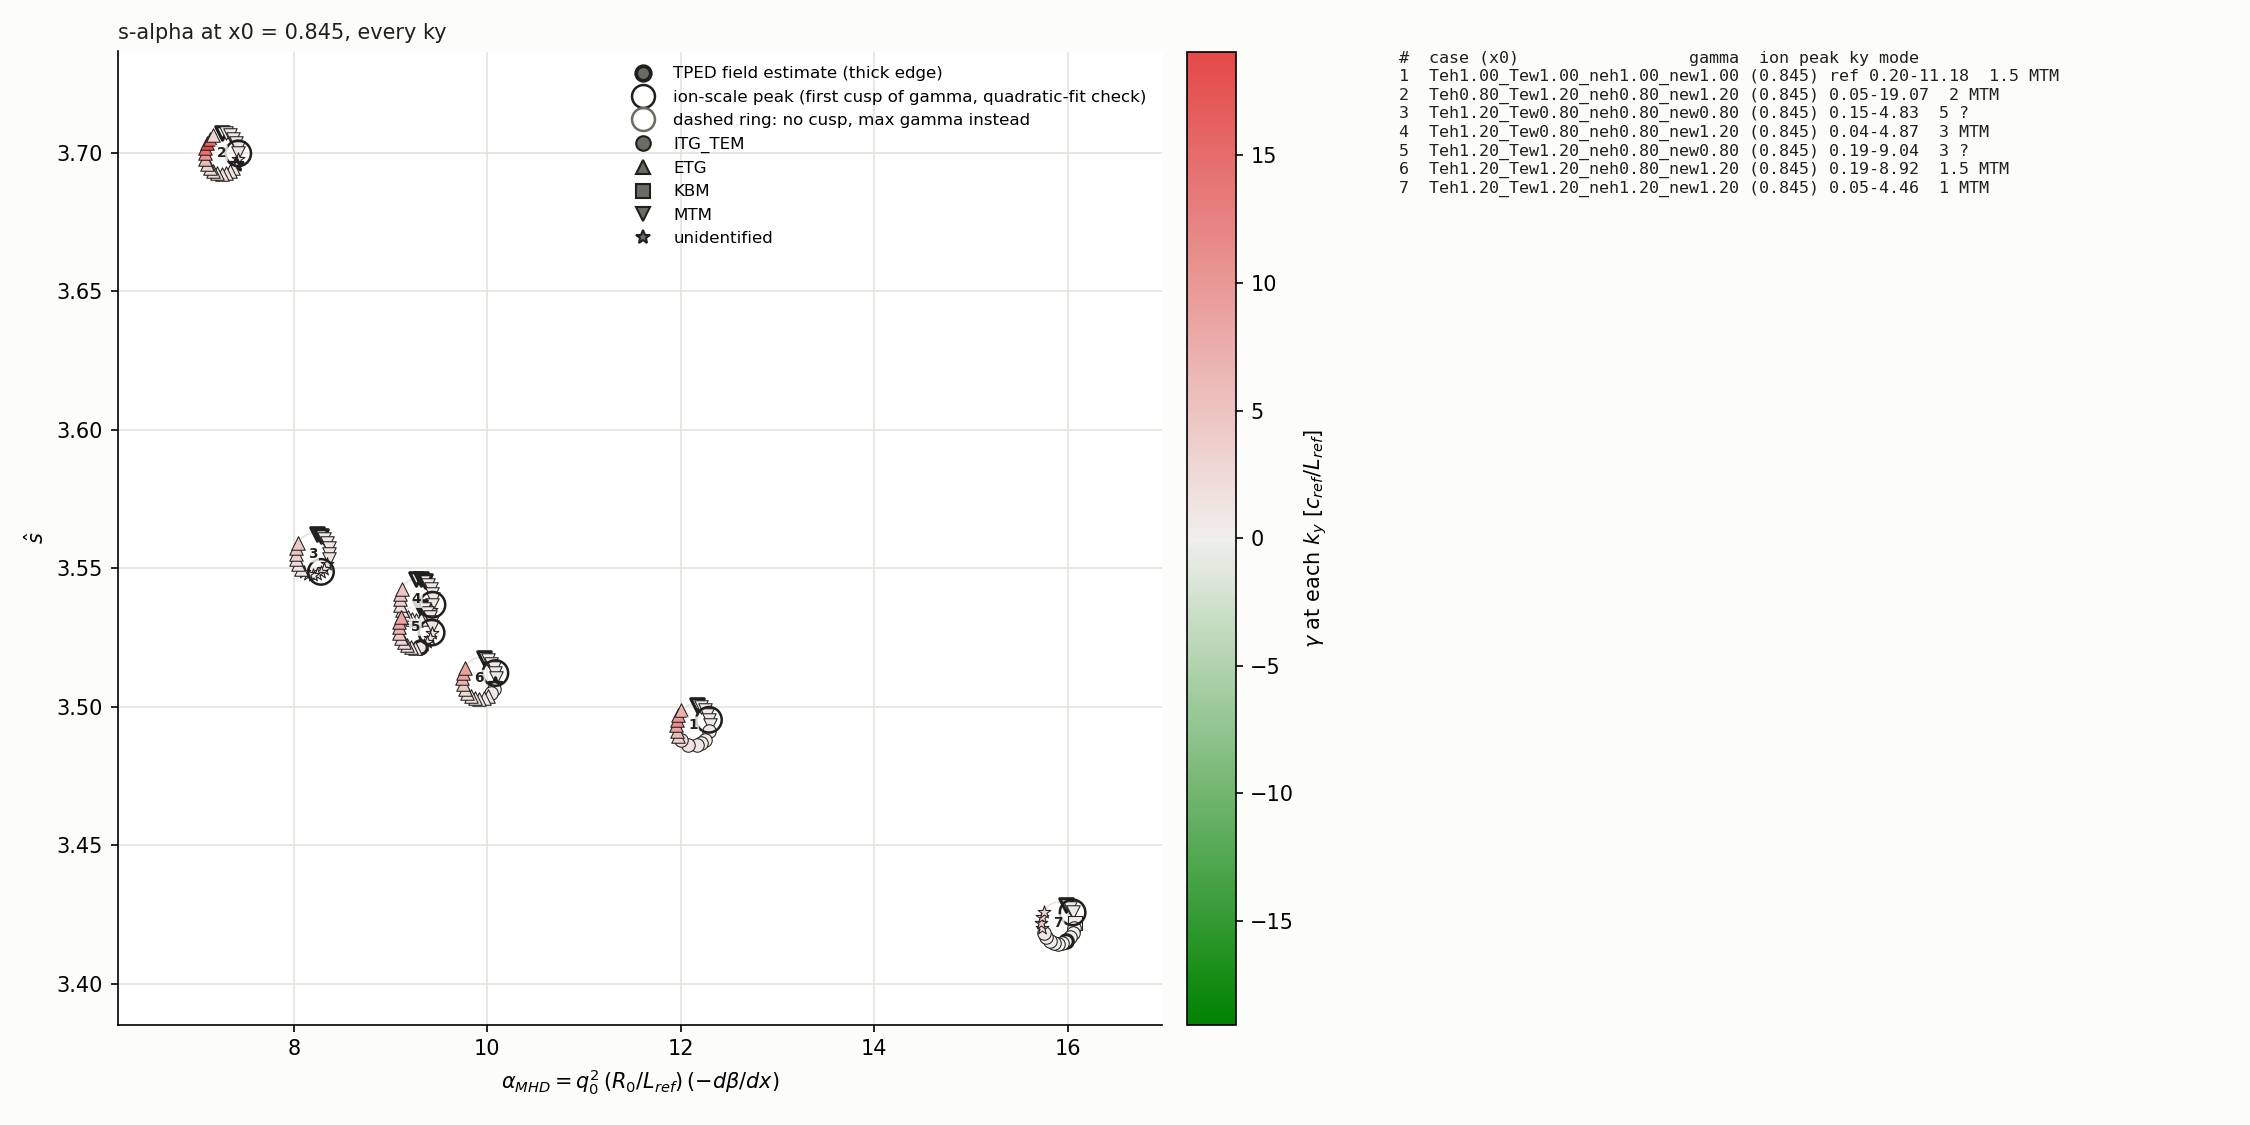 s-alpha at x0 = 0.845, every ky
TPED field estimate (thick edge)
ion-scale peak (first cusp of gamma, quadratic-fit check)
dashed ring: no cusp, max gamma instead
ITG_TEM
ETG
KBM
MTM
unidentified
3.70
3.65
3.60
3.55
3.50
3.45
3.40
ŝ
2
3
4
5
6
1
7
8
10
12
14
16
α_MHD = q_0^2 (R_0/L_ref) (−dβ/dx)
15
10
5
0
−5
−10
−15
γ at each k_y [c_ref/L_ref]
# case (x0) gamma ion peak ky mode
1 Teh1.00_Tew1.00_neh1.00_new1.00 (0.845) ref 0.20-11.18 1.5 MTM
2 Teh0.80_Tew1.20_neh0.80_new1.20 (0.845) 0.05-19.07 2 MTM
3 Teh1.20_Tew0.80_neh0.80_new0.80 (0.845) 0.15-4.83 5 ?
4 Teh1.20_Tew0.80_neh0.80_new1.20 (0.845) 0.04-4.87 3 MTM
5 Teh1.20_Tew1.20_neh0.80_new0.80 (0.845) 0.19-9.04 3 ?
6 Teh1.20_Tew1.20_neh0.80_new1.20 (0.845) 0.19-8.92 1.5 MTM
7 Teh1.20_Tew1.20_neh1.20_new1.20 (0.845) 0.05-4.46 1 MTM